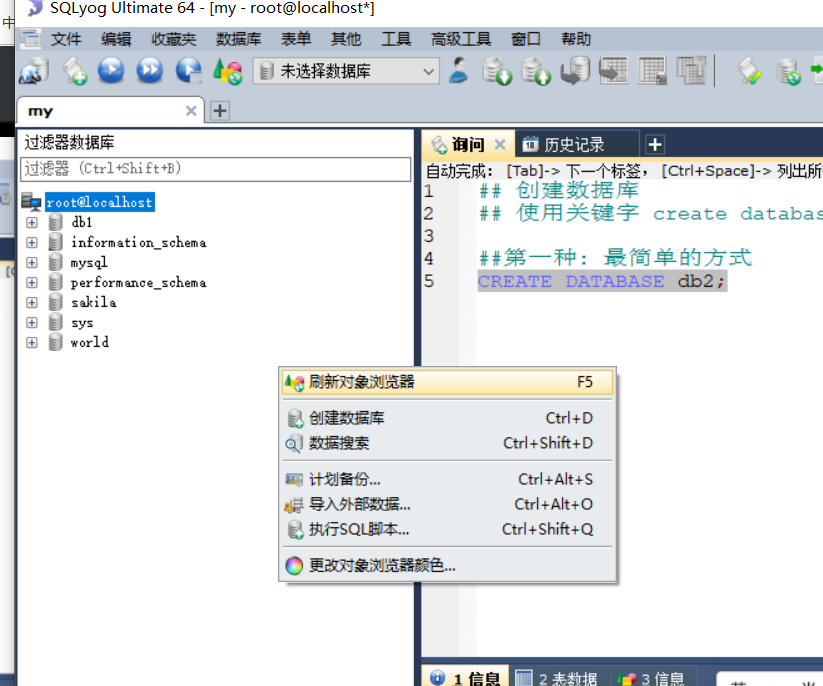 中
SQLyog Ultimate 64 - [my - root@localhost*]
文件 编辑 收藏夹 数据库 表单 其他 工具 高级工具 窗口 帮助
未选择数据库
my
过滤器数据库
过滤器 (Ctrl+Shift+B)
root@localhost
db1
information_schema
mysql
performance_schema
sakila
sys
world
询问 历史记录
自动完成: [Tab]-> 下一个标签, [Ctrl+Space]-> 列出所
1 ## 创建数据库
2 ## 使用关键字 create databas
3
4 ##第一种: 最简单的方式
5 CREATE DATABASE db2;
刷新对象浏览器 F5
创建数据库 Ctrl+D
数据搜索 Ctrl+Shift+D
计划备份... Ctrl+Alt+S
导入外部数据... Ctrl+Alt+O
执行SQL脚本... Ctrl+Shift+Q
更改对象浏览器颜色...
1 信息 2 表数据 3 信息